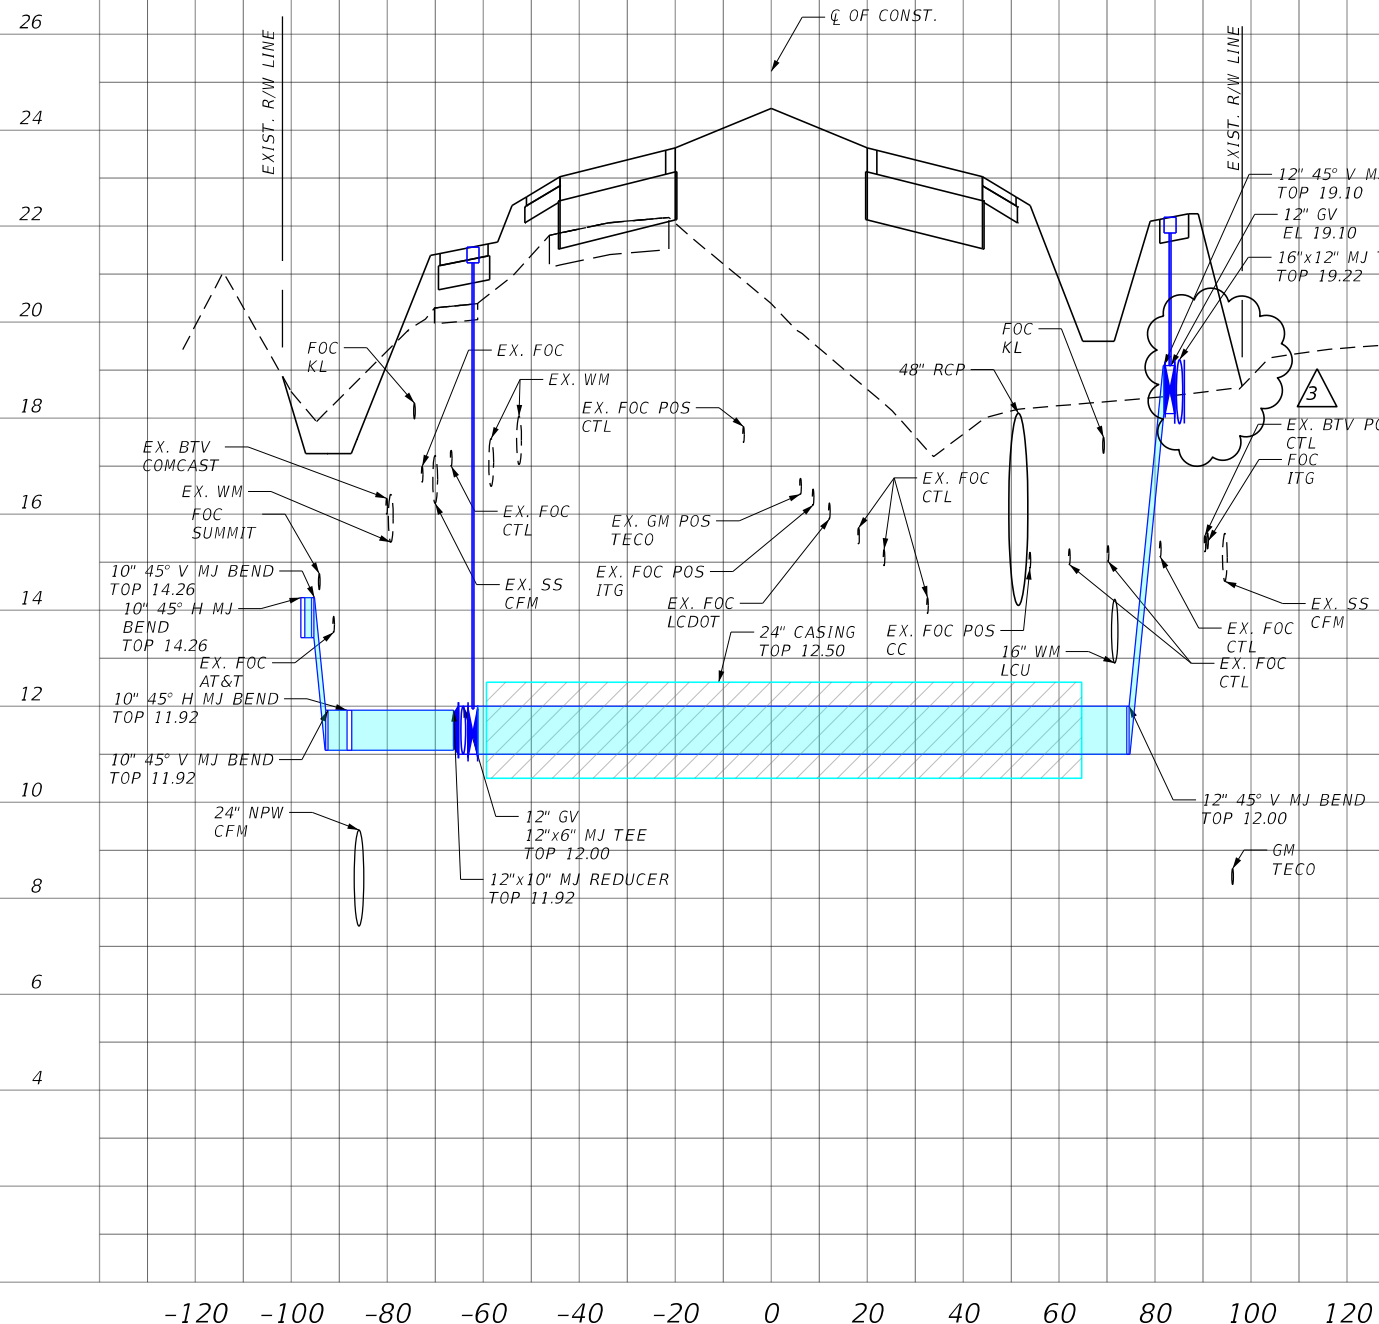 26
24
22
20
18
16
14
12
10
8
6
4
℄ OF CONST.
EXIST. R/W LINE
EXIST. R/W LINE
12" 45° V
TOP 19.10
12" GV
EL 19.10
16"x12" MJ
TOP 19.22
3
FOC
KL
EX. FOC
EX. WM
EX. FOC POS
CTL
48" RCP
FOC
KL
EX. BTV
CTL
FOC
ITG
EX. BTV
COMCAST
EX. WM
FOC
SUMMIT
EX. FOC
CTL
EX. GM POS
TECO
EX. FOC
CTL
10" 45° V MJ BEND
TOP 14.26
10" 45° H MJ
BEND
TOP 14.26
EX. SS
CFM
EX. FOC POS
ITG
EX. FOC
LCDOT
24" CASING
TOP 12.50
EX. FOC POS
CC
16" WM
LCU
EX. FOC
CTL
EX. FOC
CTL
EX. SS
CFM
EX. FOC
AT&T
10" 45° H MJ BEND
TOP 11.92
10" 45° V MJ BEND
TOP 11.92
24" NPW
CFM
12" GV
12"x6" MJ TEE
TOP 12.00
12"x10" MJ REDUCER
TOP 11.92
12" 45° V MJ BEND
TOP 12.00
GM
TECO
-120 -100 -80 -60 -40 -20 0 20 40 60 80 100 120